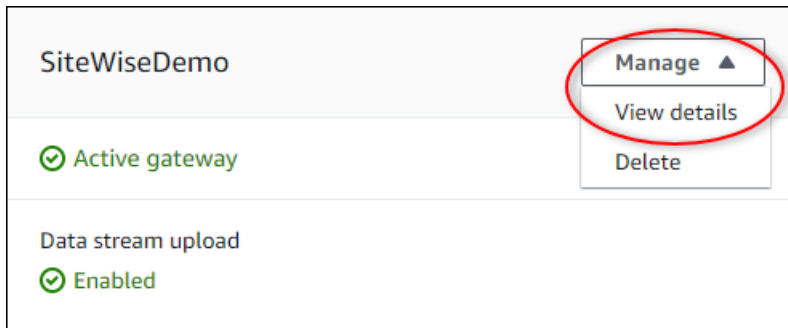 SiteWiseDemo
Manage
View details
Delete
Active gateway
Data stream upload
Enabled